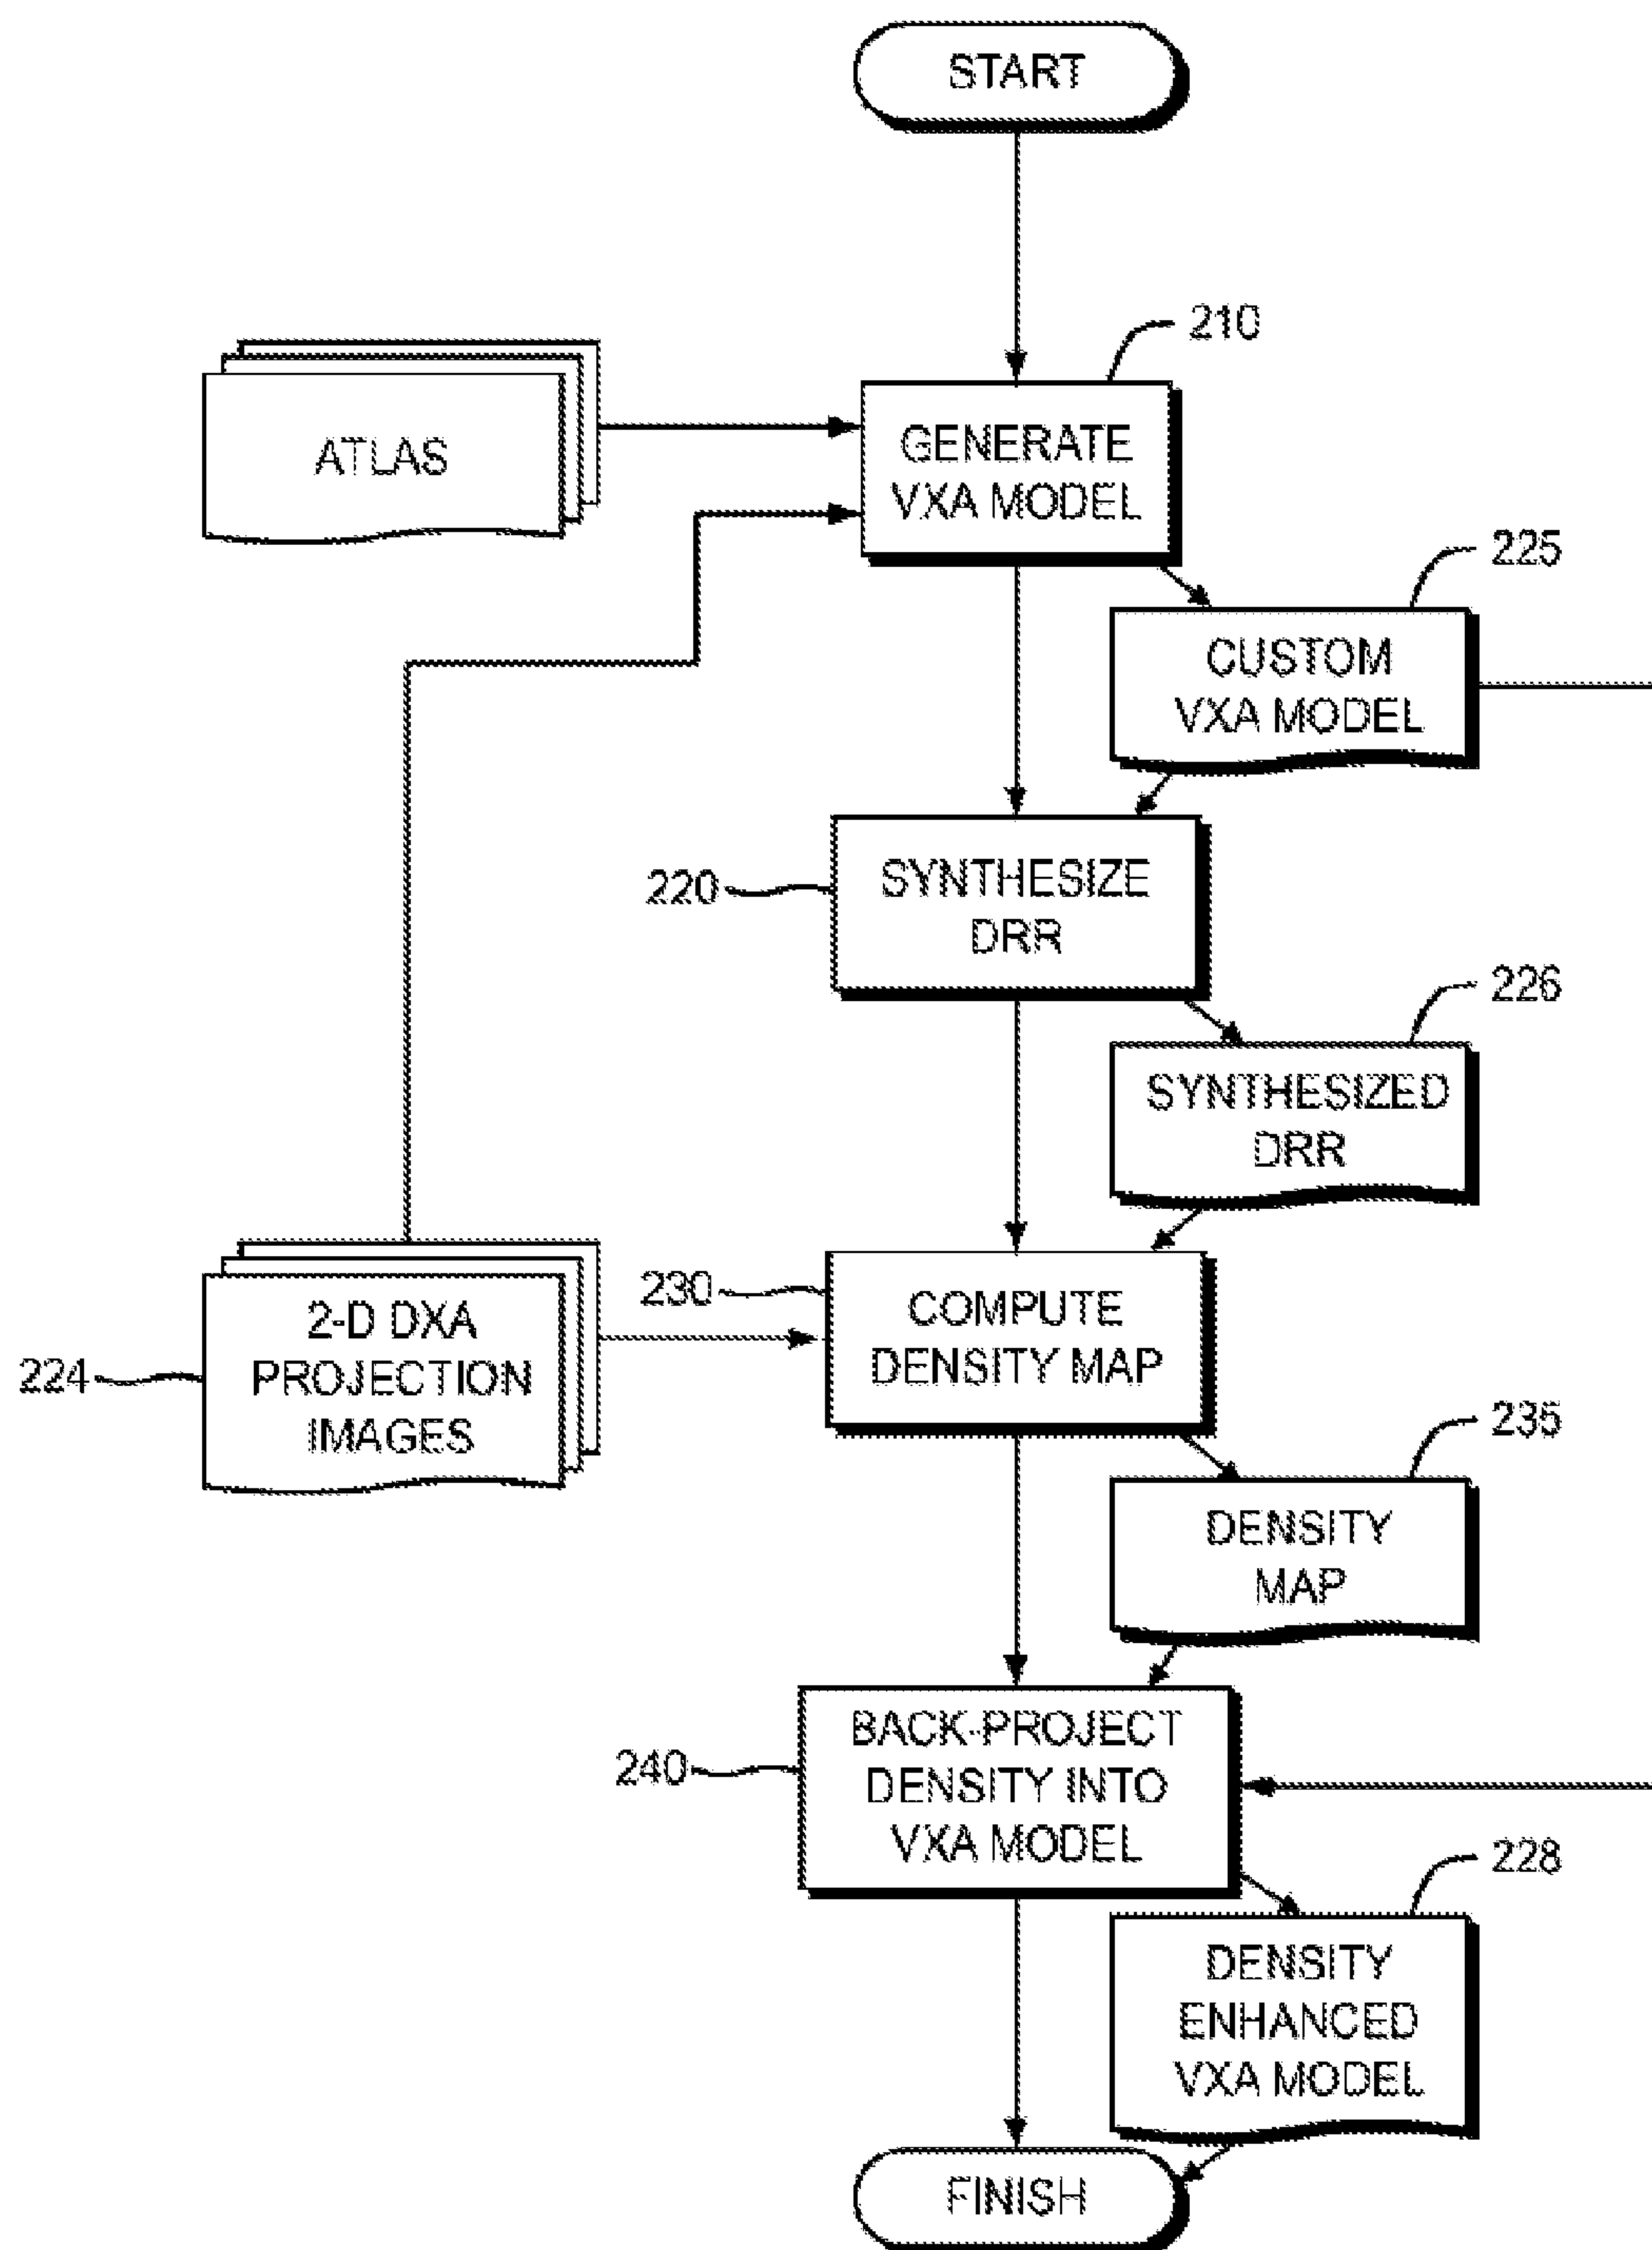 START
210
ATLAS
GENERATE
VXA MODEL
225
CUSTOM
VXA MODEL
220
SYNTHESIZE
DRR
226
SYNTHESIZED
DRR
230
COMPUTE
DENSITY MAP
224
2-D DXA
PROJECTION
IMAGES
235
DENSITY
MAP
240
BACK-PROJECT
DENSITY INTO
VXA MODEL
228
DENSITY
ENHANCED
VXA MODEL
FINISH